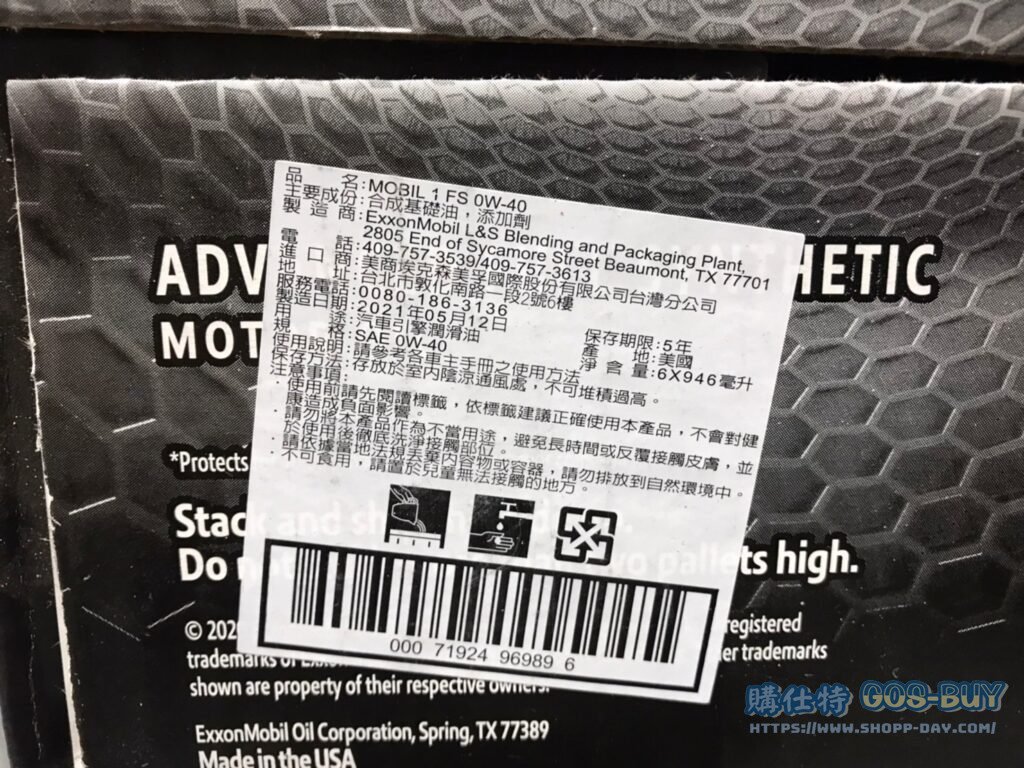 品 名:MOBIL 1 FS 0W-40
主要成份:合成基礎油，添加劑
製 造 商:ExxonMobil L&S Blending and Packaging Plant,
2805 End of Sycamore Street Beaumont, TX 77701
電 話:409-757-3539/409-757-3613
進 口 商:美商埃克森美孚國際股份有限公司台灣分公司
地 址:台北市敦化南路一段2號6樓
服務電話:0080-186-3136
製造日期:2021年05月12日
保存期限:5年
用 途:汽車引擎潤滑油
產 地:美國
規 格:SAE 0W-40
淨 含 量:6X946毫升
使用說明:請參考各車主手冊之使用方法
保存方法:存放於室內陰涼通風處，不可堆積過高。
注意事項:
·使用前請先閱讀標籤，依標籤建議正確使用本產品，不會對健
康造成負面影響。
·請勿將本產品作為不當用途，避免長時間或反覆接觸皮膚，並
於使用後徹底洗淨接觸部位。
·請依據當地法規丟棄內容物或容器，請勿排放到自然環境中。
·不可食用，請置於兒童無法接觸的地方。
000 71924 96989 6
ADV HETIC
MOT
*Protects
Stack and
Do pallets high.
© 202 registered
trademarks of er trademarks
shown are property of their respective owners.
ExxonMobil Oil Corporation, Spring, TX 77389
Made in the USA
購仕特 GOS-BUY
HTTPS://WWW.SHOPP-DAY.COM/